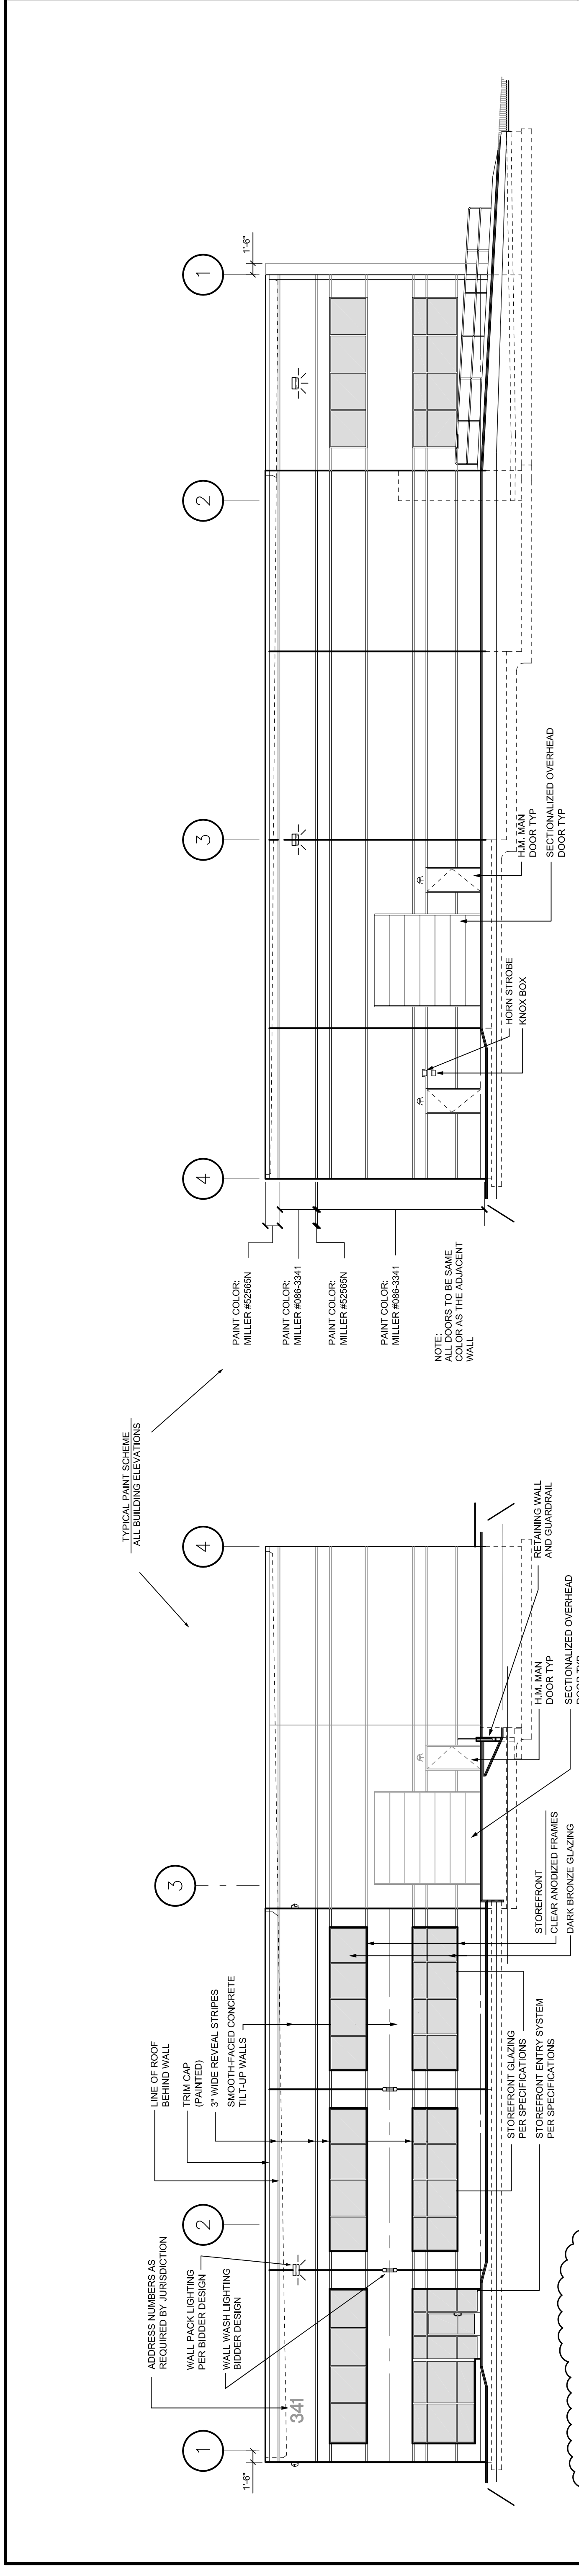 TYPICAL PAINT SCHEME
ALL BUILDING ELEVATIONS
1
2
3
4
1'-6"
ADDRESS NUMBERS AS
REQUIRED BY JURISDICTION
WALL PACK LIGHTING
PER BIDDER DESIGN
WALL WASH LIGHTING
BIDDER DESIGN
LINE OF ROOF
BEHIND WALL
TRIM CAP
(PAINTED)
3" WIDE REVEAL STRIPES
SMOOTH-FACED CONCRETE
TILT-UP WALLS
341
STOREFRONT GLAZING
PER SPECIFICATIONS
STOREFRONT ENTRY SYSTEM
PER SPECIFICATIONS
STOREFRONT
CLEAR ANODIZED FRAMES
DARK BRONZE GLAZING
H.M. MAN
DOOR TYP
SECTIONALIZED OVERHEAD
DOOR TYP
RETAINING WALL
AND GUARDRAIL
4
3
2
1
1'-6"
PAINT COLOR:
MILLER #52565N
PAINT COLOR:
MILLER #086-3341
PAINT COLOR:
MILLER #52565N
PAINT COLOR:
MILLER #086-3341
NOTE:
ALL DOORS TO BE SAME
COLOR AS THE ADJACENT
WALL
HORN STROBE
KNOX BOX
H.M. MAN
DOOR TYP
SECTIONALIZED OVERHEAD
DOOR TYP